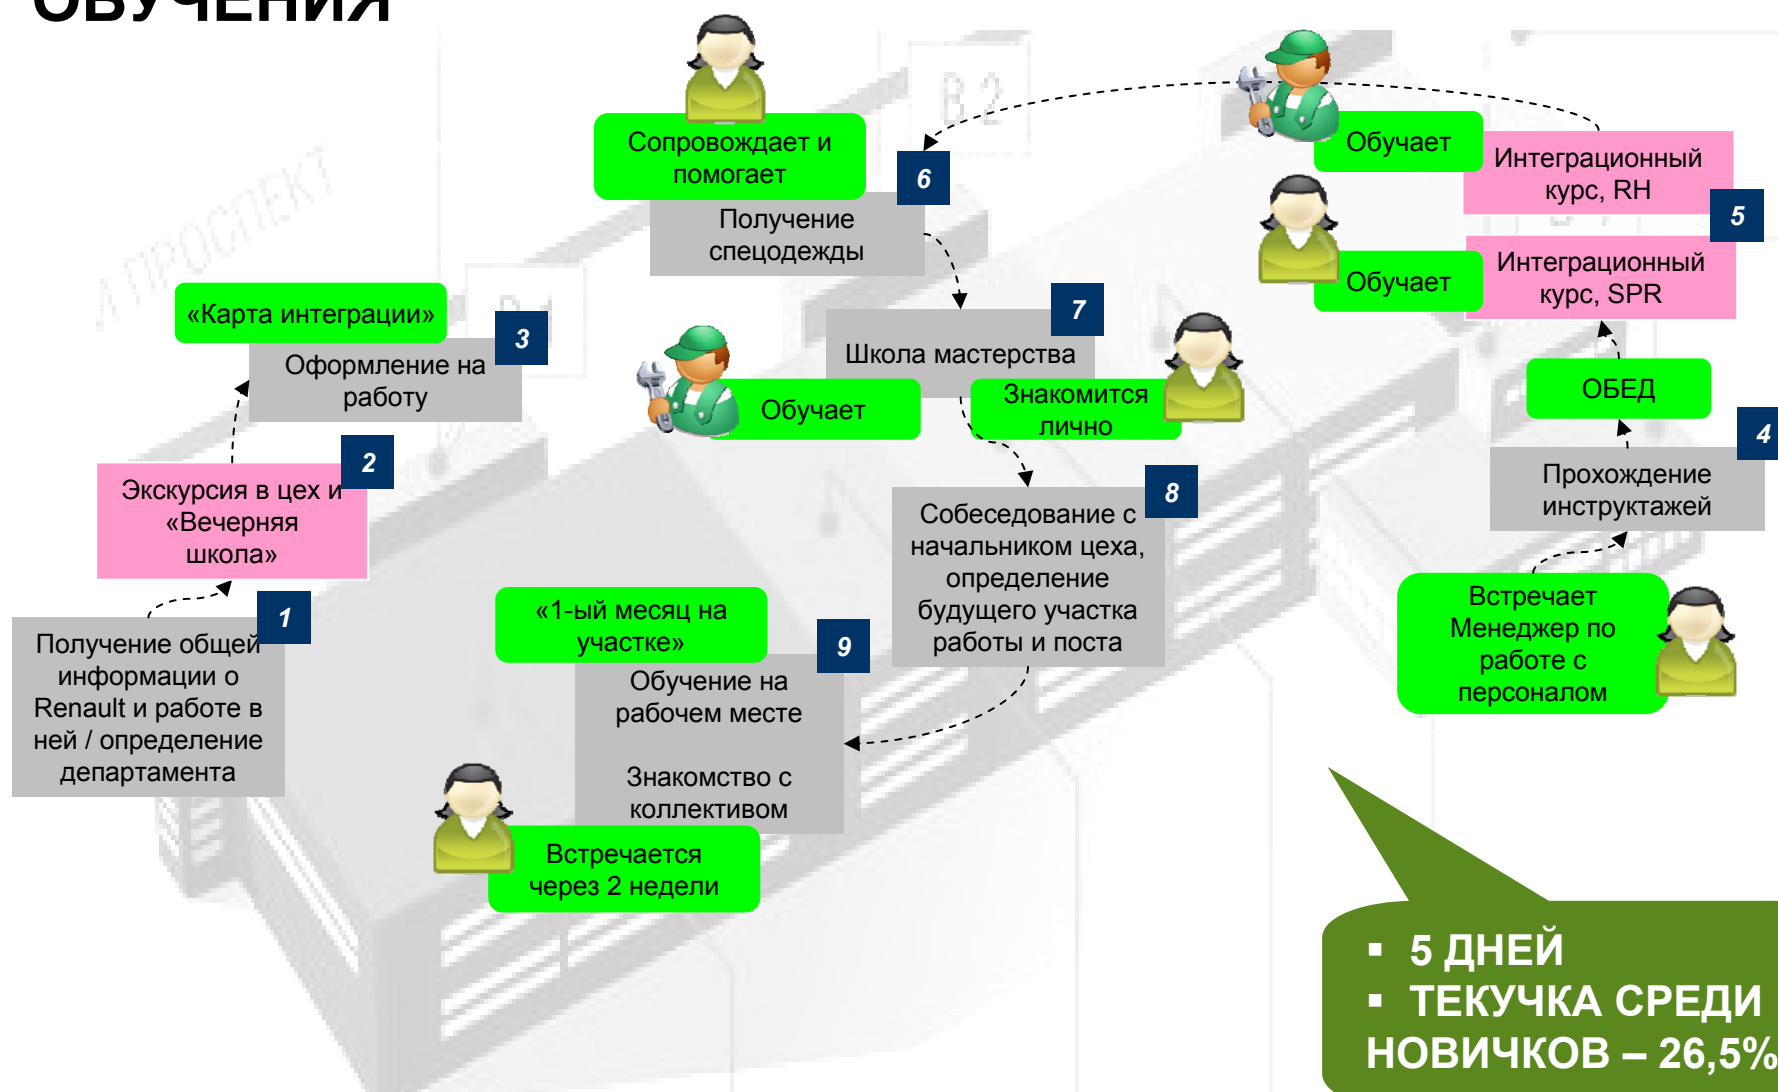 ОБУЧЕНИЯ
Сопровождает и
помогает
6
Получение
спецодежды
Обучает
Интеграционный
курс, RH
5
Обучает
Интеграционный
курс, SPR
«Карта интеграции»
3
Оформление на
работу
7
Школа мастерства
Обучает
Знакомится
лично
ОБЕД
4
Прохождение
инструктажей
2
Экскурсия в цех и
«Вечерняя
школа»
8
Собеседование с
начальником цеха,
определение
будущего участка
работы и поста
1
Получение общей
информации о
Renault и работе в
ней / определение
департамента
«1-ый месяц на
участке»
9
Обучение на
рабочем месте
Знакомство с
коллективом
Встречается
через 2 недели
Встречает
Менеджер по
работе с
персоналом
▪ 5 ДНЕЙ
▪ ТЕКУЧКА СРЕДИ
НОВИЧКОВ – 26,5%
B2
B1